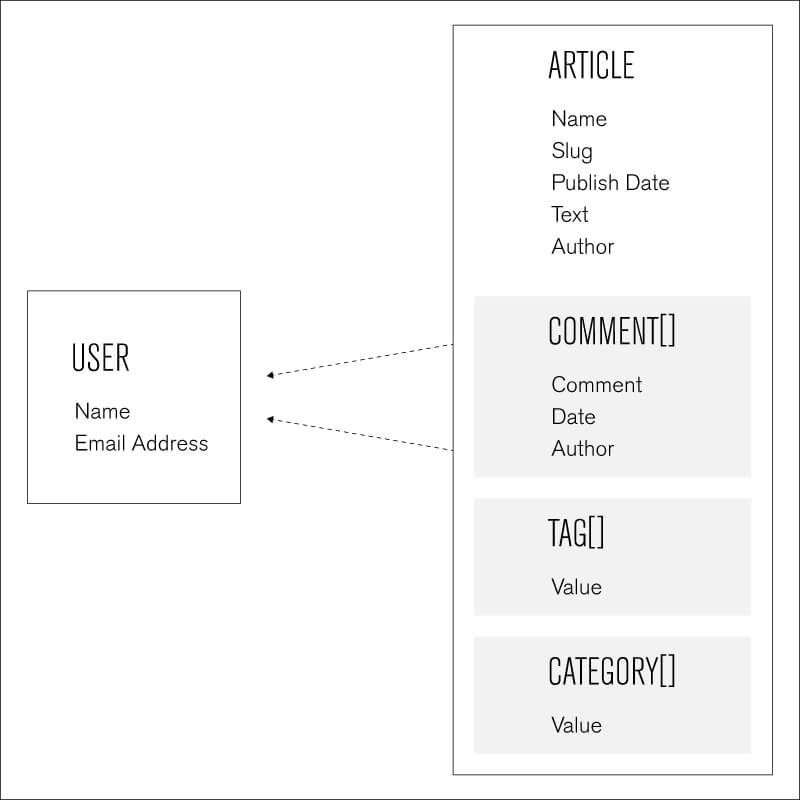 USER
Name
Email Address
ARTICLE
Name
Slug
Publish Date
Text
Author
COMMENT[]
Comment
Date
Author
TAG[]
Value
CATEGORY[]
Value